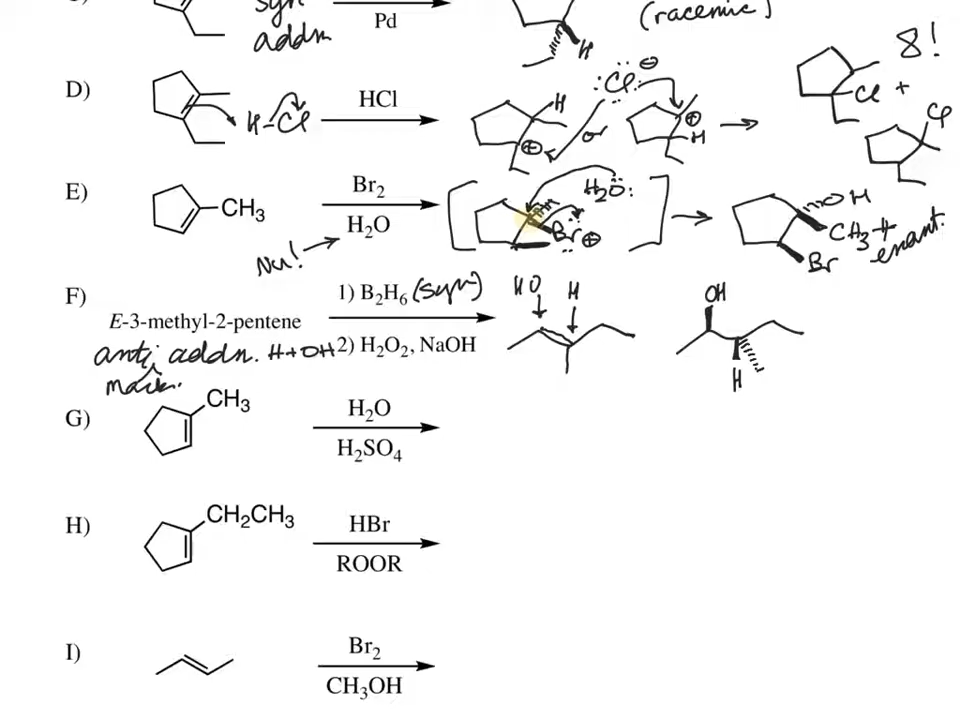 syn
addn
Pd
H
(racemic)
8!
D)
H-Cl
HCl
H
⊕
or
:Cl: ⊖
⊕
H
Cl +
Cl
E)
CH₃
Br₂
H₂O
Nu!
H₂O:
Br ⊕
OH
CH₃ +
Br
enant.
F)
E-3-methyl-2-pentene
1) B₂H₆ (syn)
2) H₂O₂, NaOH
anti addn. H+OH
Mark.
HO H
OH
H
G)
CH₃
H₂O
H₂SO₄
H)
CH₂CH₃
HBr
ROOR
I)
Br₂
CH₃OH